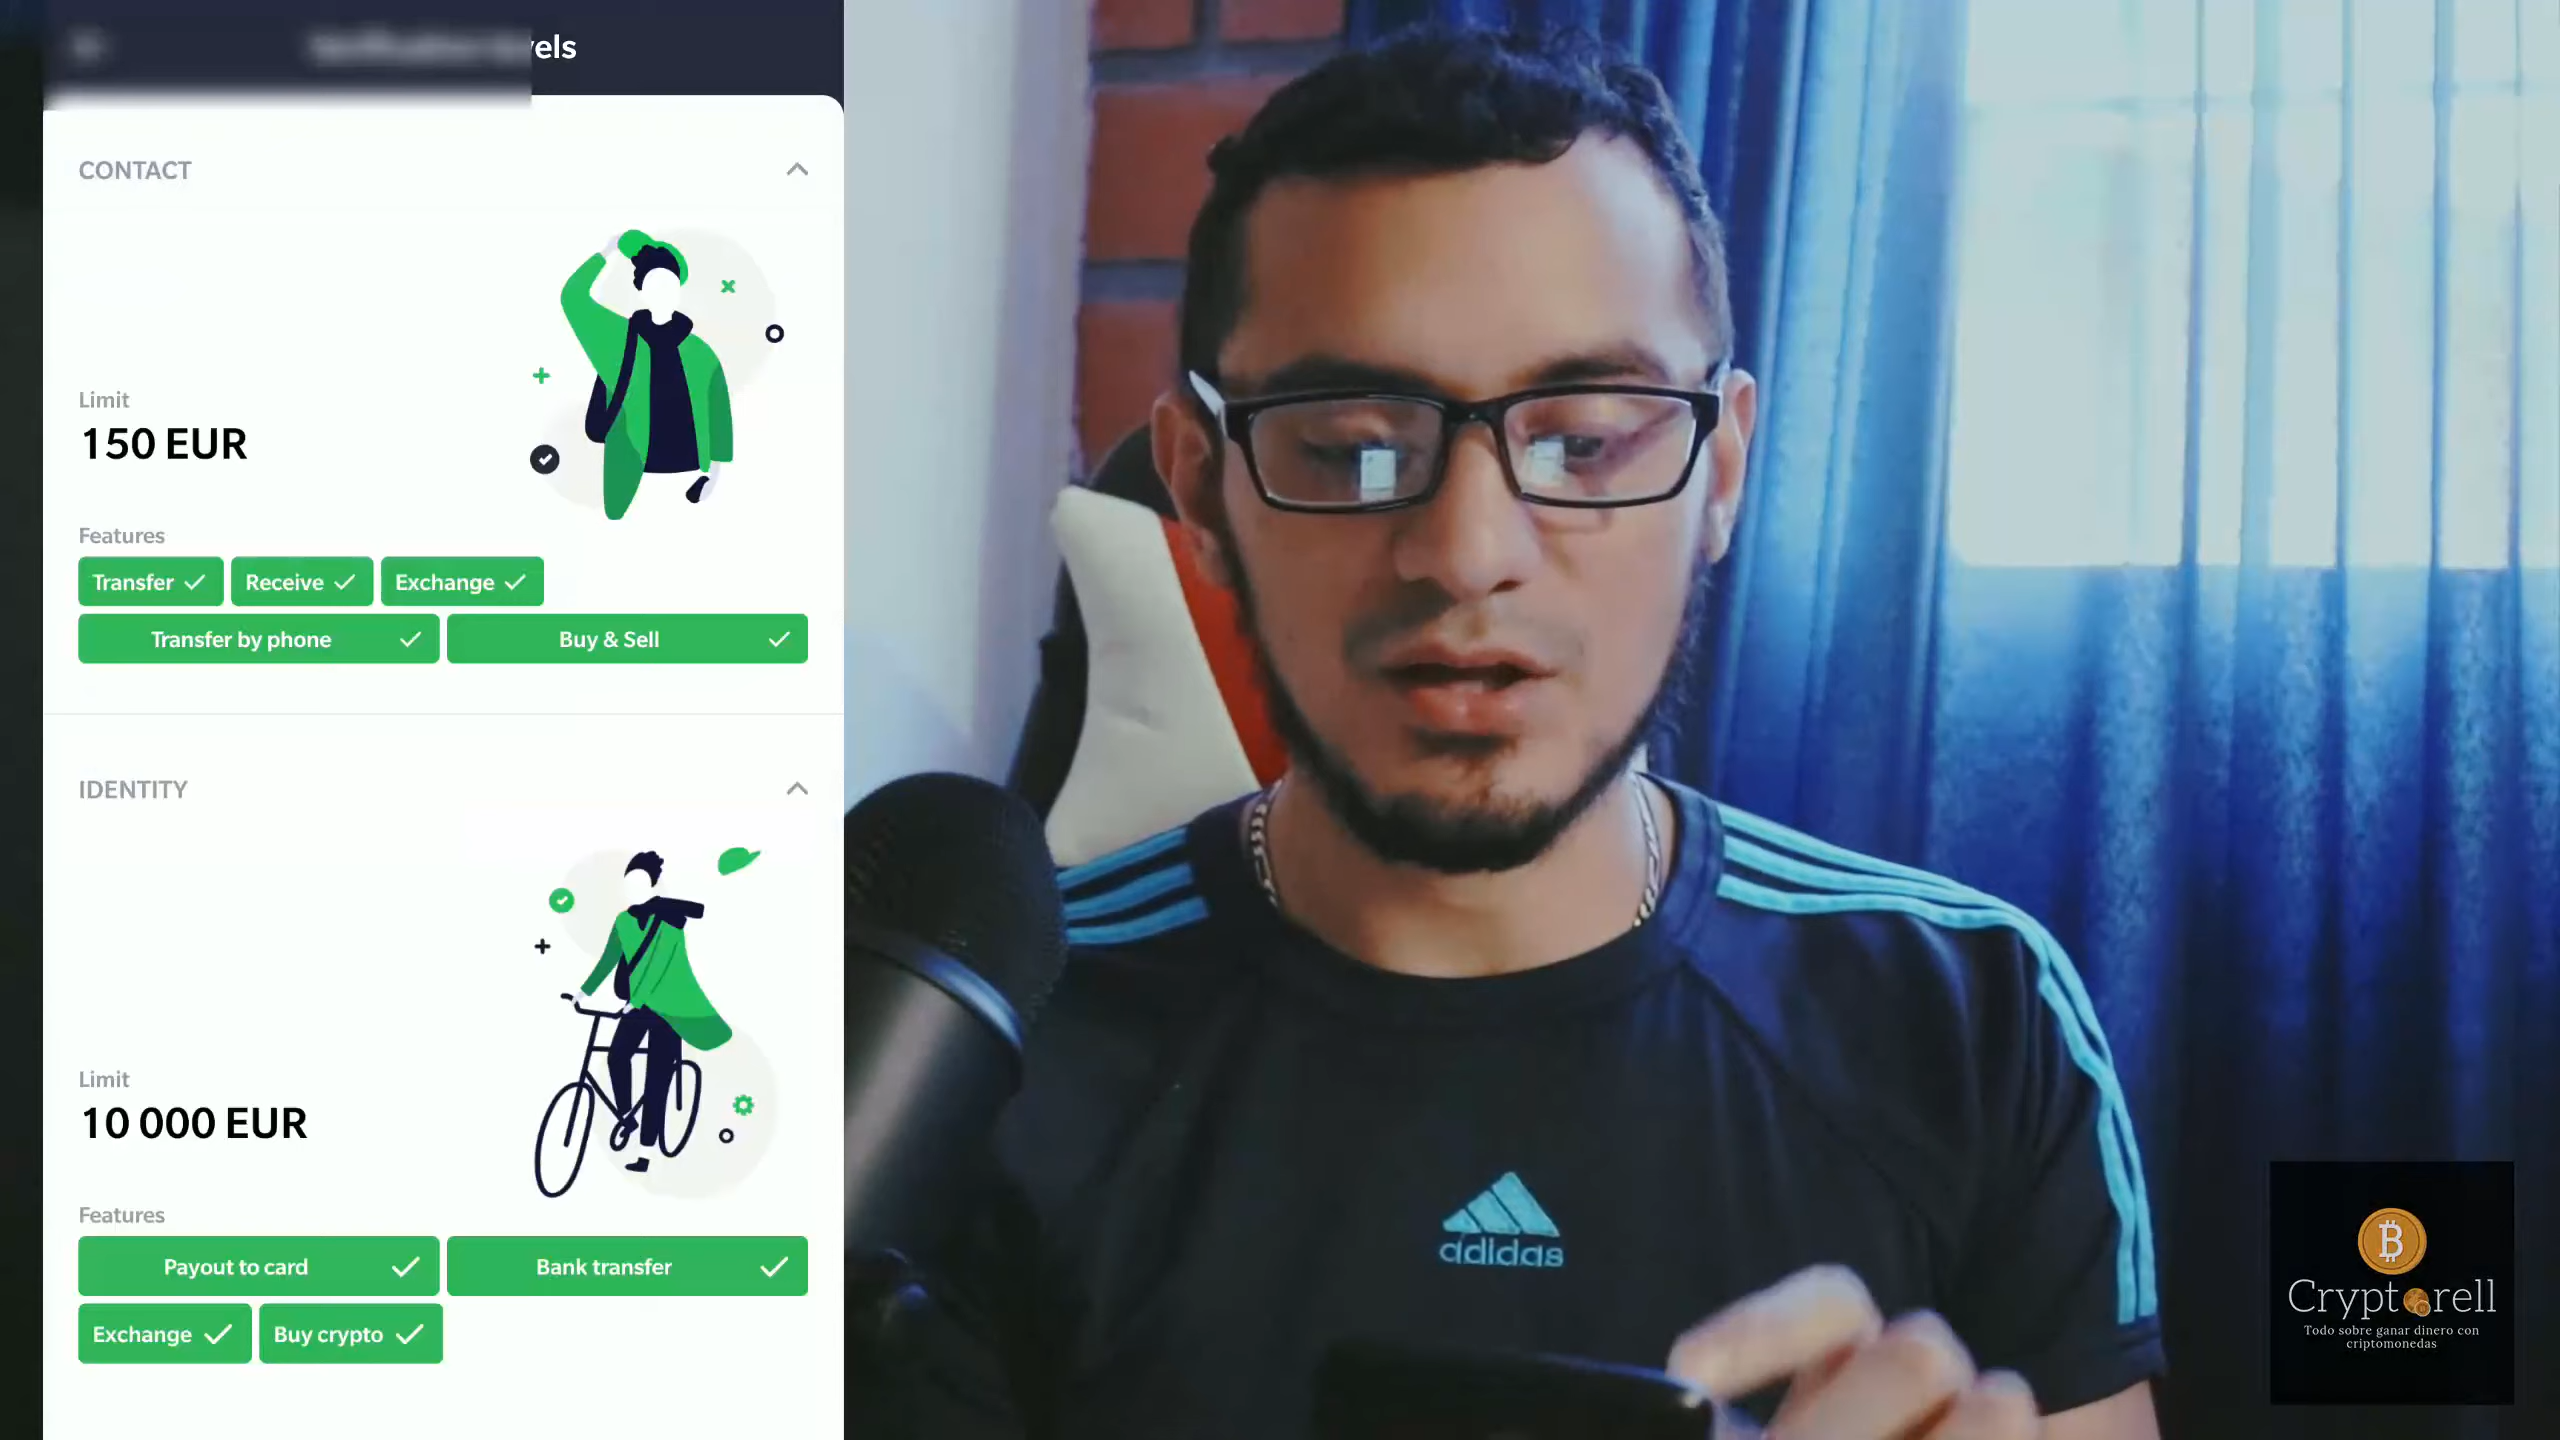 CONTACT
Limit
150 EUR
Features
Transfer
Receive
Exchange
Transfer by phone
Buy & Sell
IDENTITY
Limit
10 000 EUR
Features
Payout to card
Bank transfer
Exchange
Buy crypto
adidas
Cryptorell
Todo sobre ganar dinero con
criptomonedas